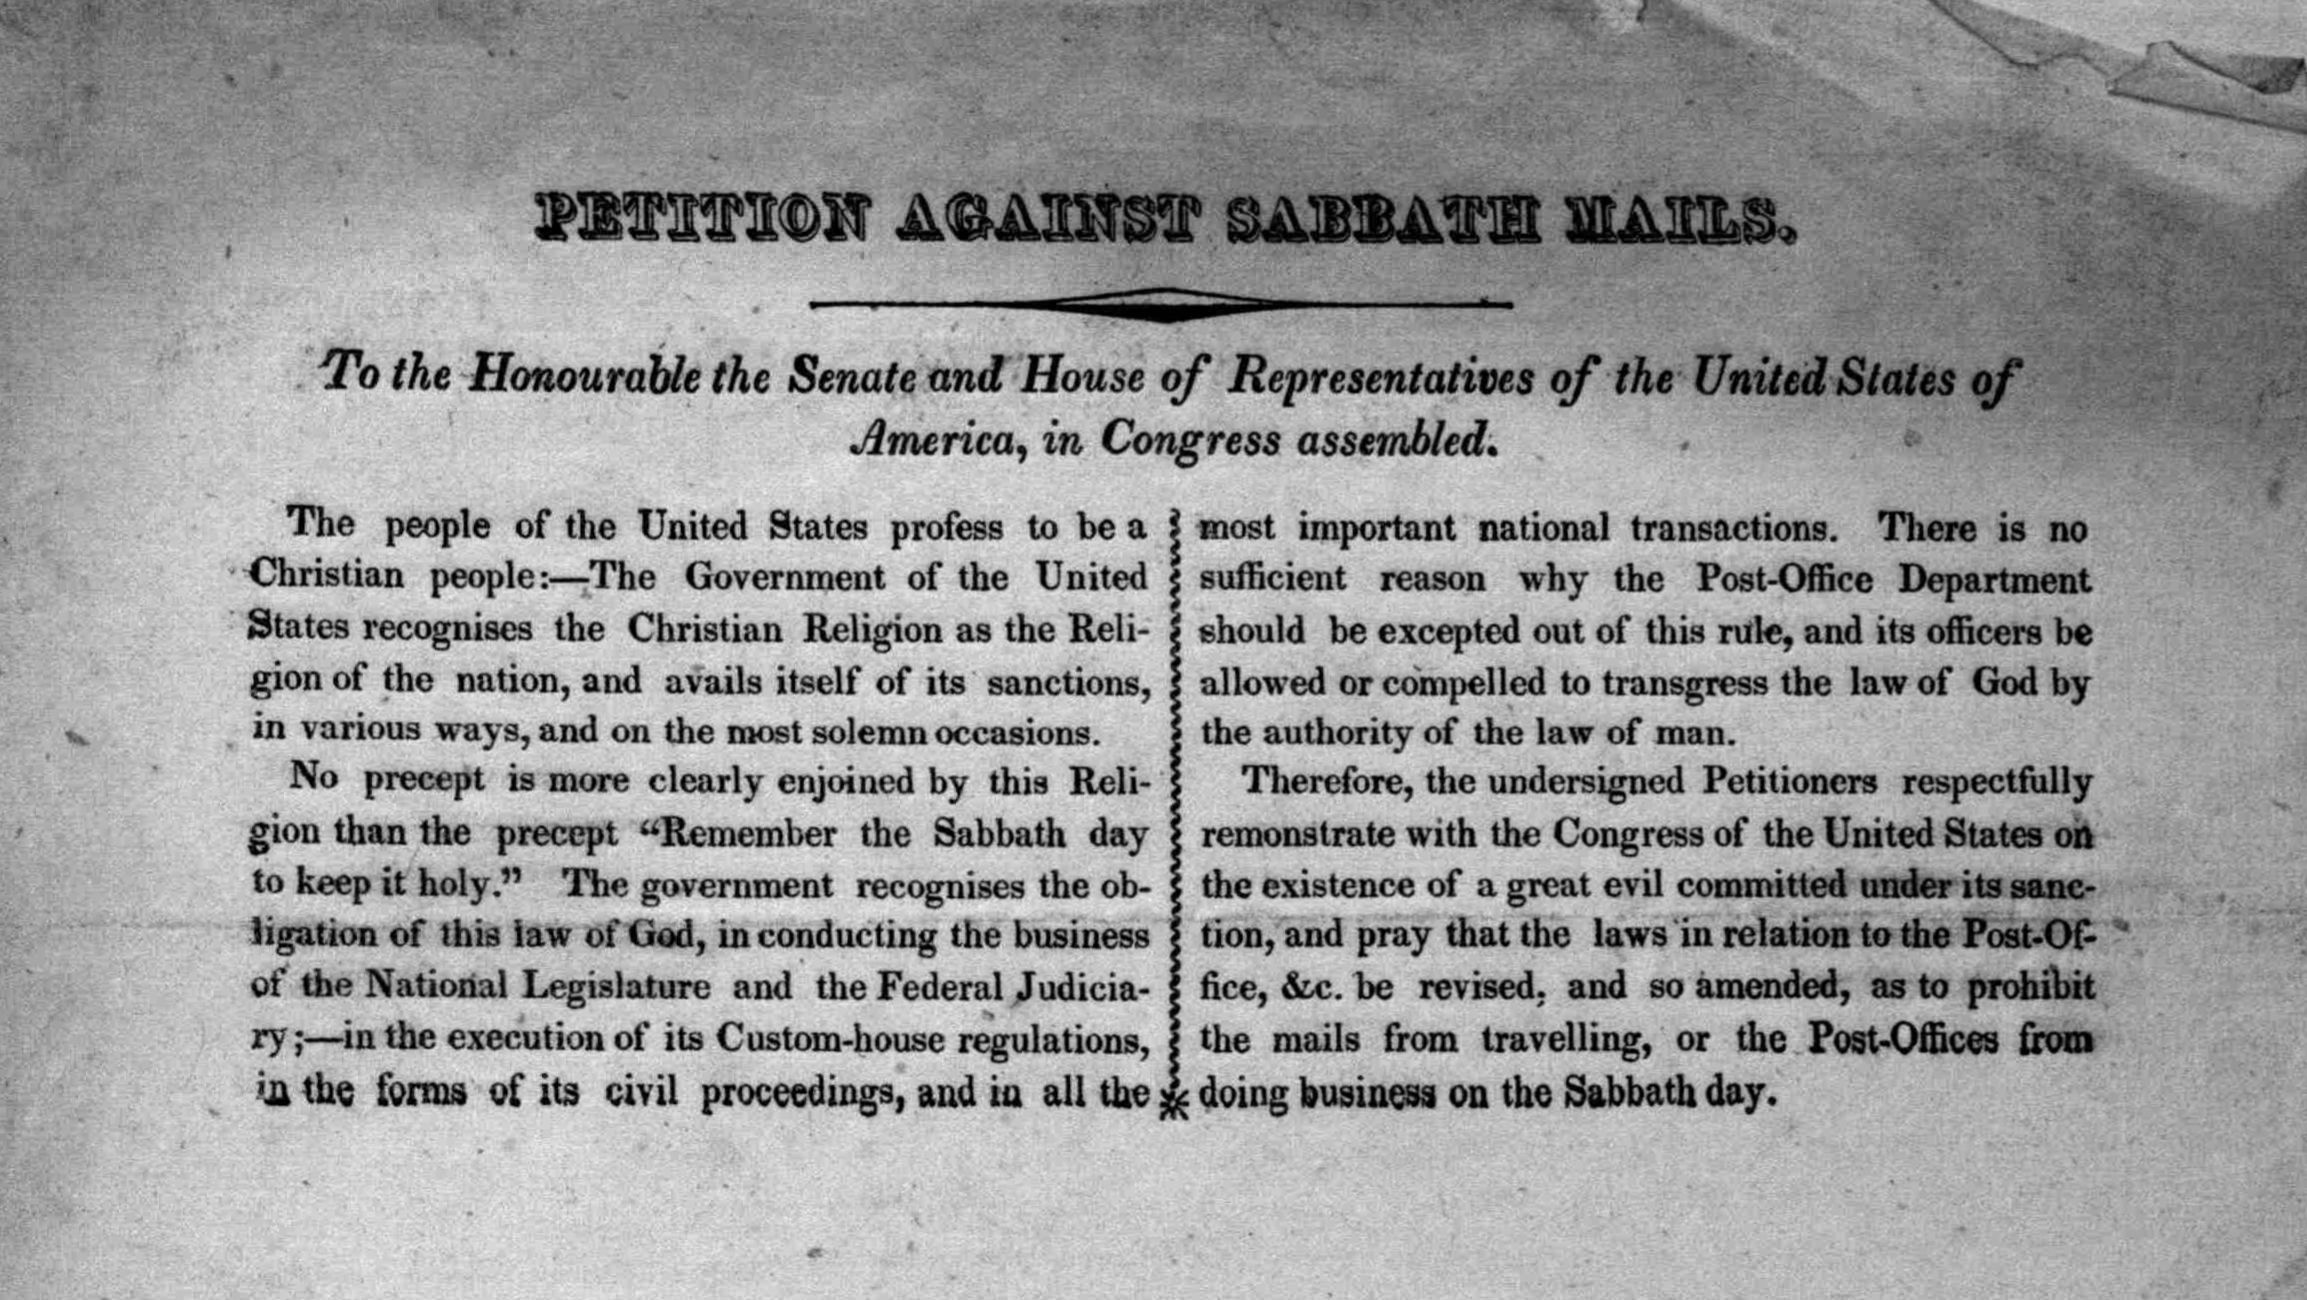 PETITION AGAINST SABBATH MAILS.
To the Honourable the Senate and House of Representatives of the United States of
America, in Congress assembled.
The people of the United States profess to be a
Christian people:—The Government of the United
States recognises the Christian Religion as the Reli-
gion of the nation, and avails itself of its sanctions,
in various ways, and on the most solemn occasions.
No precept is more clearly enjoined by this Reli-
gion than the precept “Remember the Sabbath day
to keep it holy.” The government recognises the ob-
ligation of this law of God, in conducting the business
of the National Legislature and the Federal Judicia-
ry;—in the execution of its Custom-house regulations,
in the forms of its civil proceedings, and in all the
most important national transactions. There is no
sufficient reason why the Post-Office Department
should be excepted out of this rule, and its officers be
allowed or compelled to transgress the law of God by
the authority of the law of man.
Therefore, the undersigned Petitioners respectfully
remonstrate with the Congress of the United States on
the existence of a great evil committed under its sanc-
tion, and pray that the laws in relation to the Post-Of-
fice, &c. be revised, and so amended, as to prohibit
the mails from travelling, or the Post-Offices from
doing business on the Sabbath day.